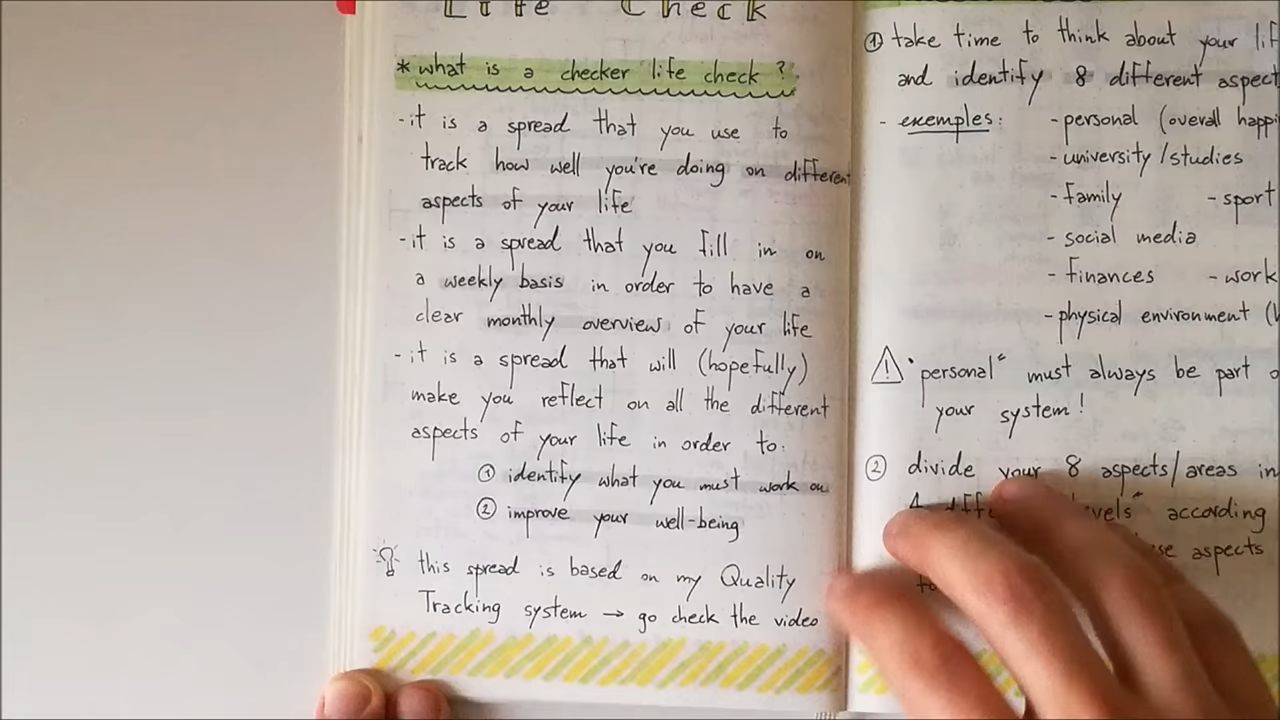 Life Check
* what is a checker life check?
- it is a spread that you use to
track how well you're doing on different
aspects of your life
- it is a spread that you fill in on
a weekly basis in order to have a
clear monthly overview of your life
- it is a spread that will (hopefully)
make you reflect on all the different
aspects of your life in order to:
① identify what you must work on
② improve your well-being
this spread is based on my Quality
Tracking system → go check the video
① take time to think about your
and identify 8 different
- exemples: - personal (overall
- university/studies
- family - sport
- social media
- finances - work
- physical environment
"personal" must always be part
your system!
② divide your 8 aspects/areas in
4 according
aspects
to